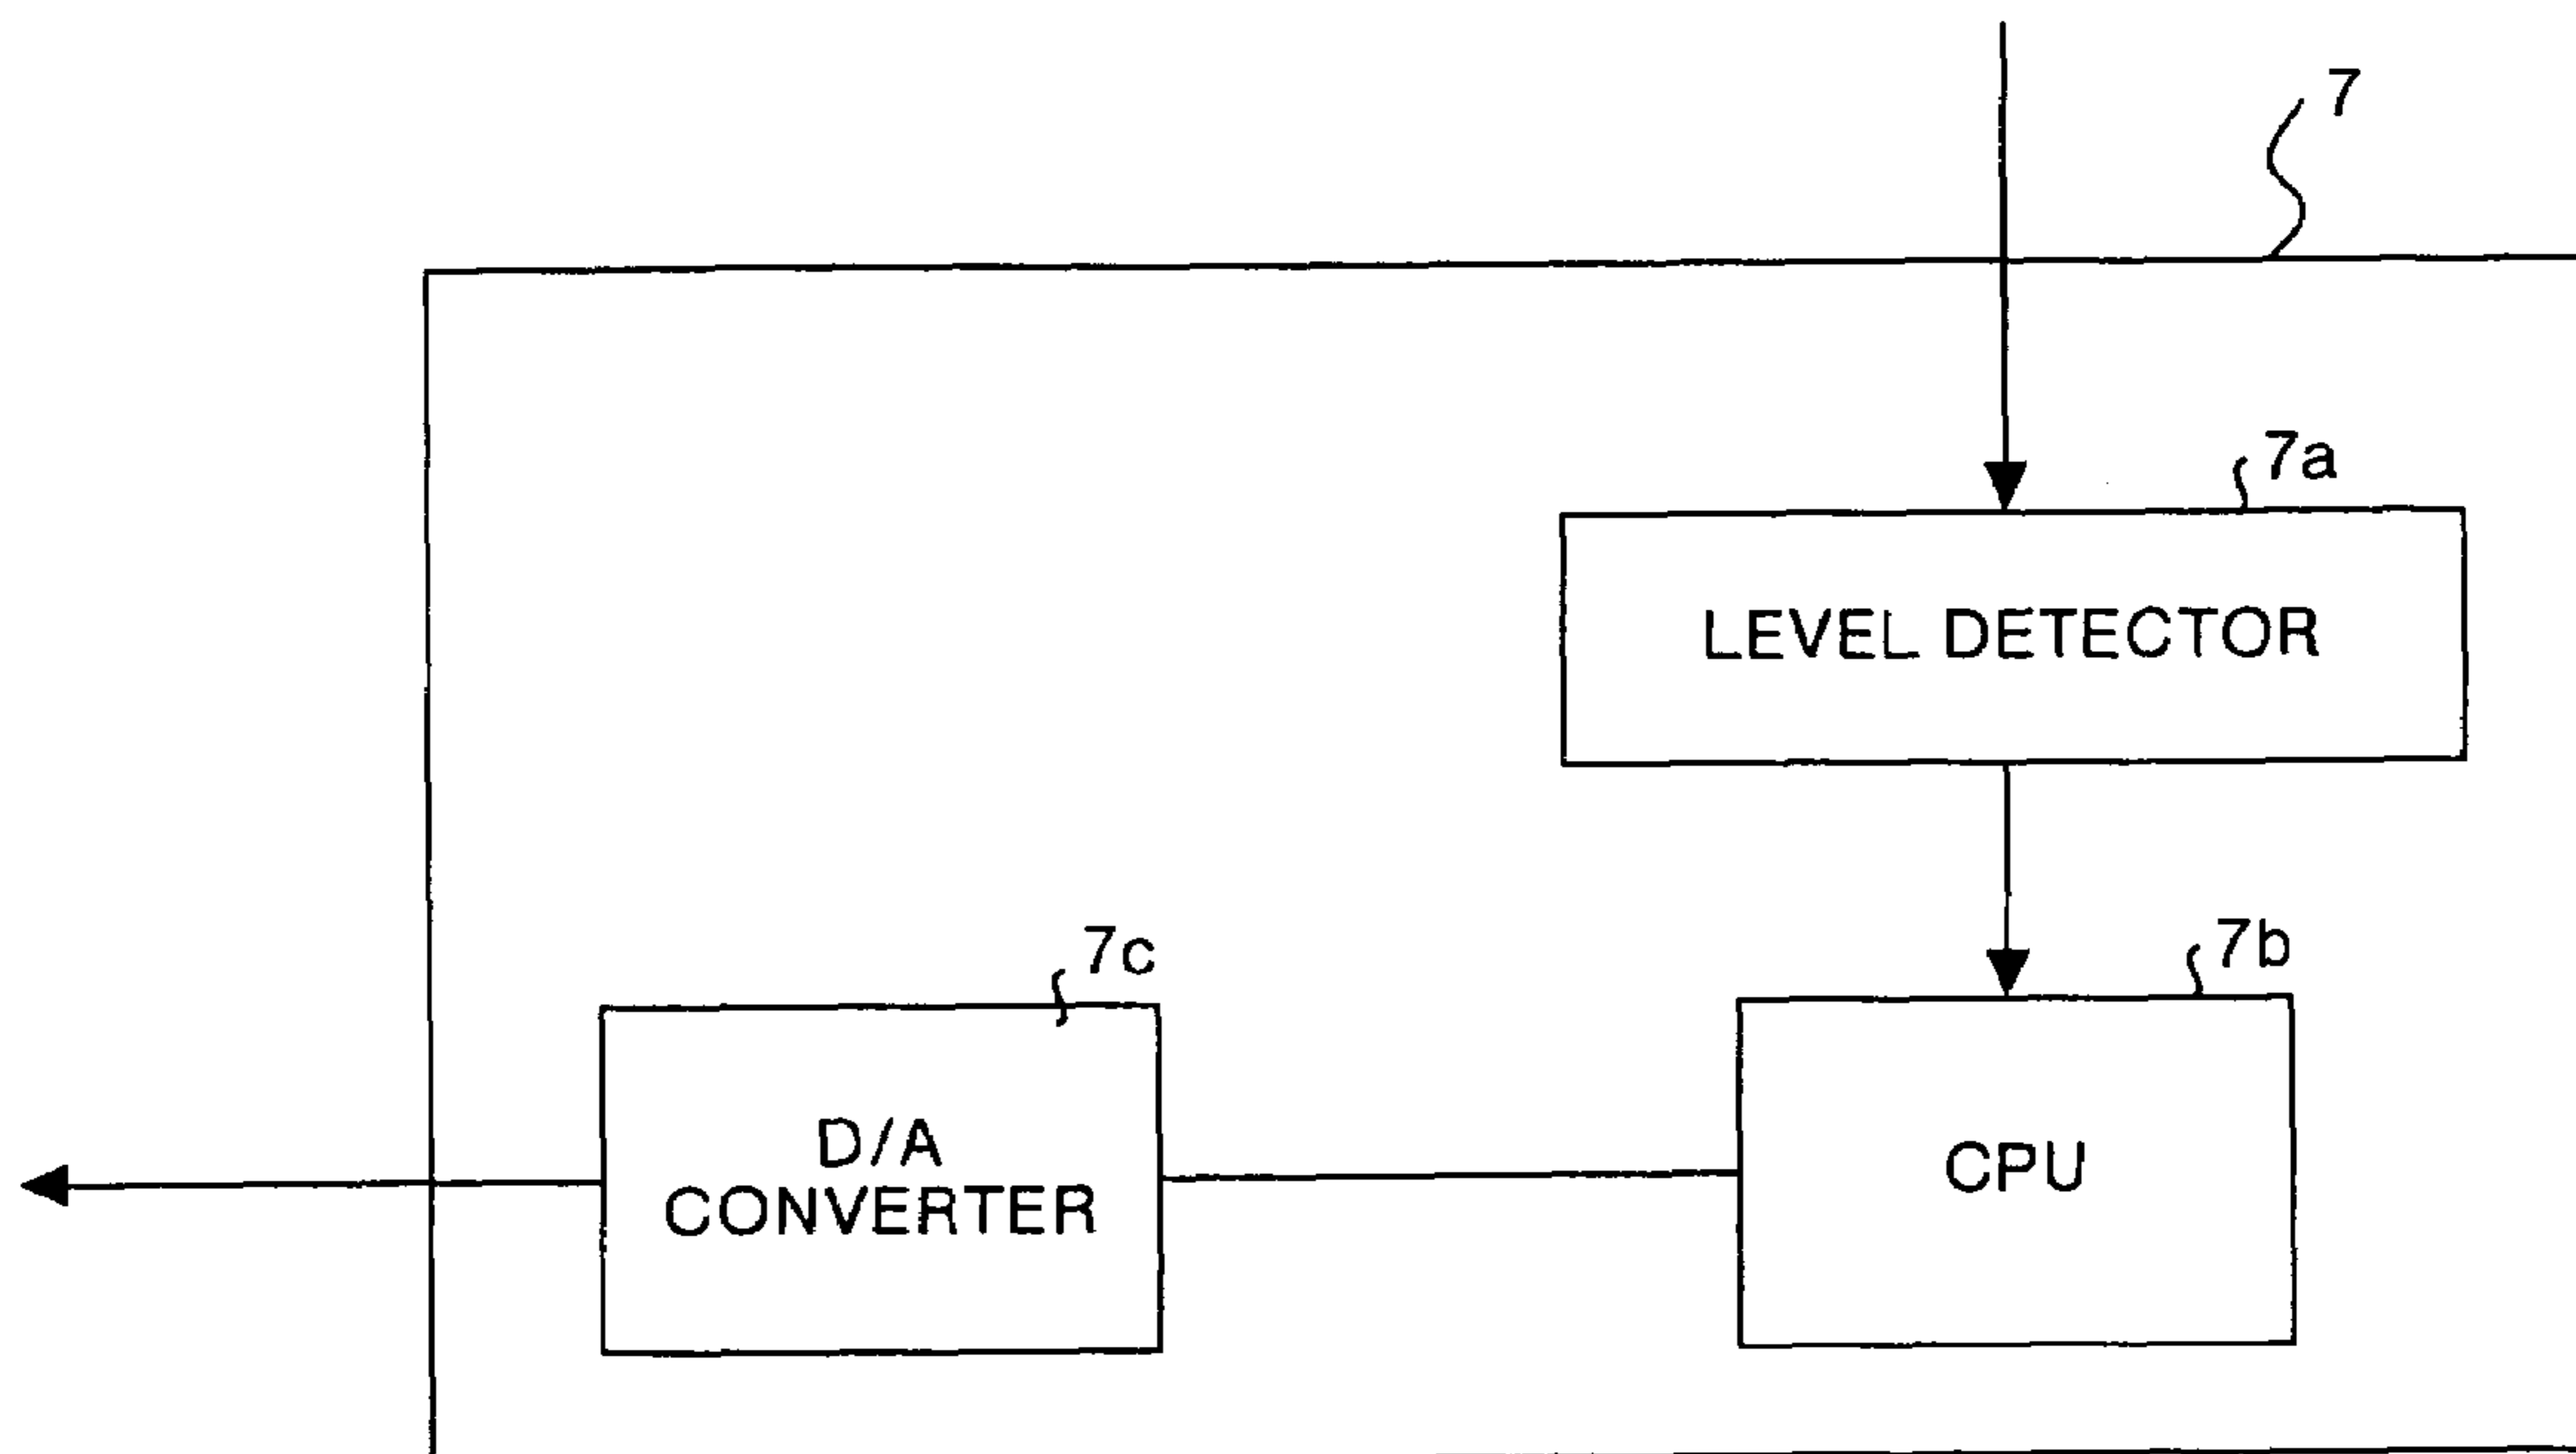 7
7a
LEVEL DETECTOR
7c
7b
D/A
CONVERTER
CPU